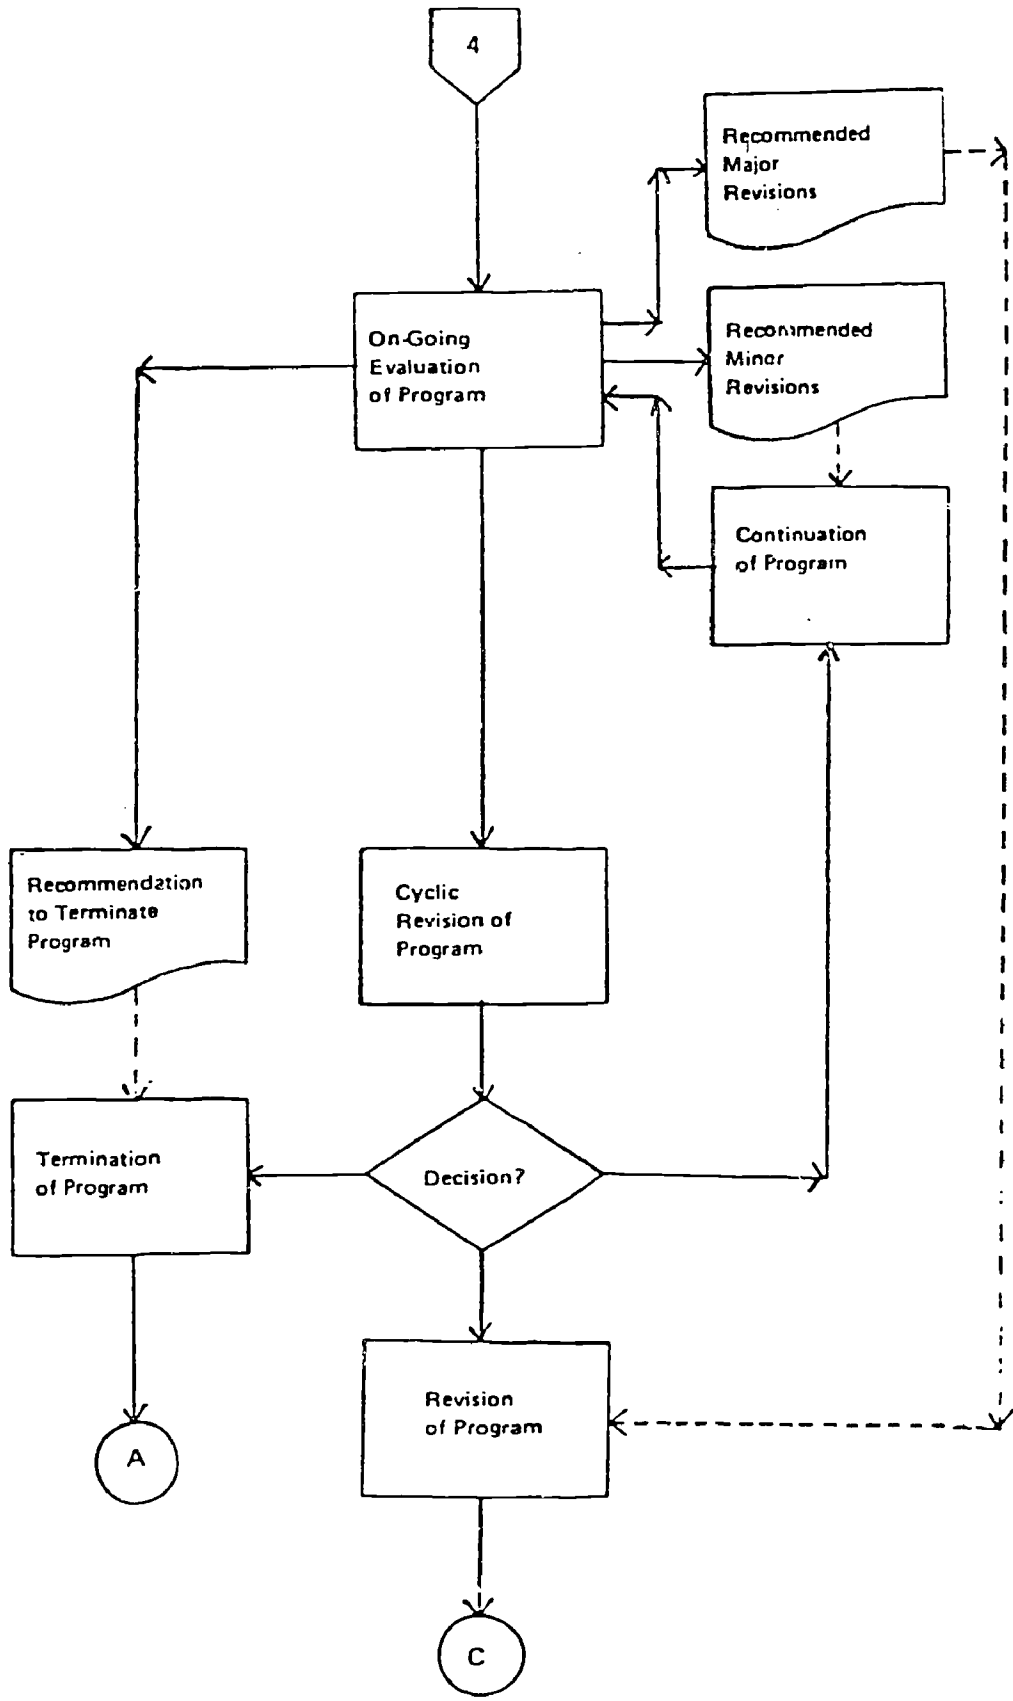 4
Recommended
Major
Revisions
On-Going
Evaluation
of Program
Recommended
Minor
Revisions
Continuation
of Program
Recommendation
to Terminate
Program
Cyclic
Revision of
Program
Termination
of Program
Decision?
Revision
of Program
A
C